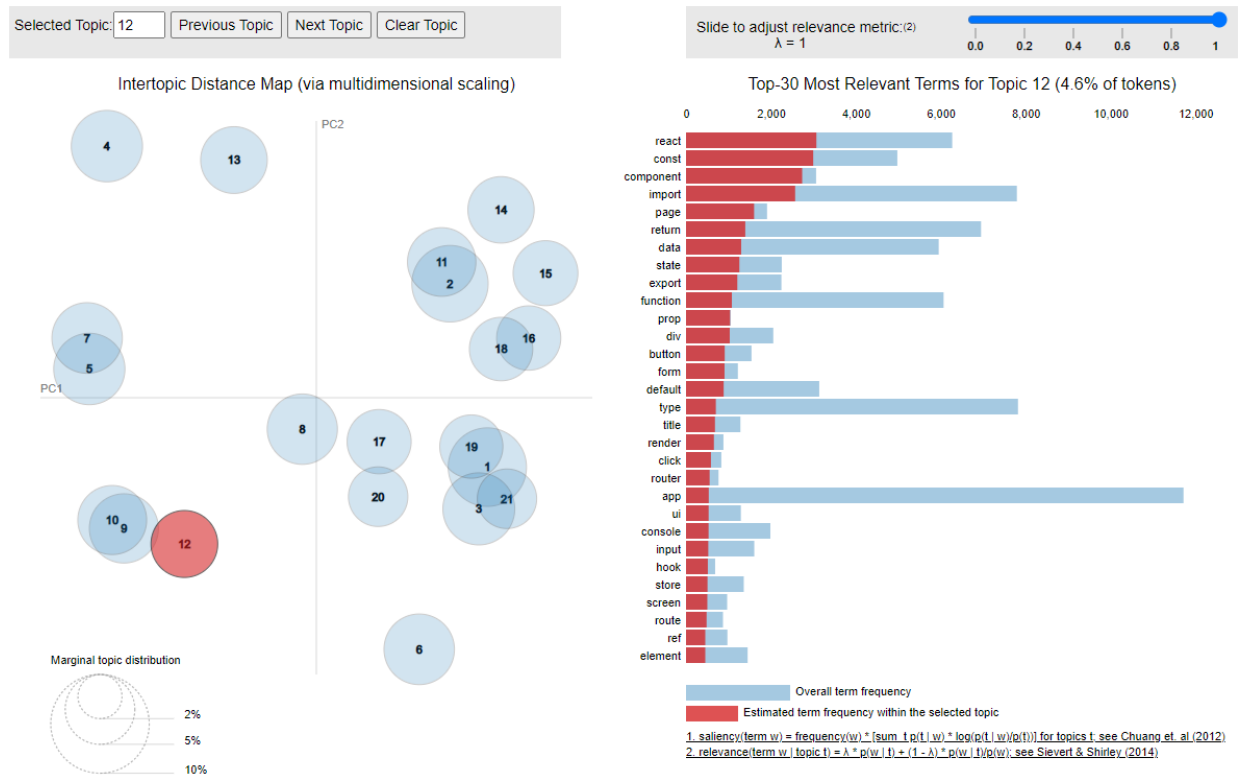 Selected Topic: 12 Previous Topic Next Topic Clear Topic
Slide to adjust relevance metric:(2)
λ = 1
0.0 0.2 0.4 0.6 0.8 1
Intertopic Distance Map (via multidimensional scaling)
PC2
PC1
4
13
14
11
2
15
7
5
16
18
8
17
19
1
20
21
3
10
9
12
6
Marginal topic distribution
2%
5%
10%
Top-30 Most Relevant Terms for Topic 12 (4.6% of tokens)
0 2,000 4,000 6,000 8,000 10,000 12,000
react
const
component
import
page
return
data
state
export
function
prop
div
button
form
default
type
title
render
click
router
app
ui
console
input
hook
store
screen
route
ref
element
Overall term frequency
Estimated term frequency within the selected topic
1. saliency(term w) = frequency(w) * [sum_t p(t | w) * log(p(t | w)/p(t))] for topics t; see Chuang et. al (2012)
2. relevance(term w | topic t) = λ * p(w | t) + (1 - λ) * p(w | t)/p(w); see Sievert & Shirley (2014)